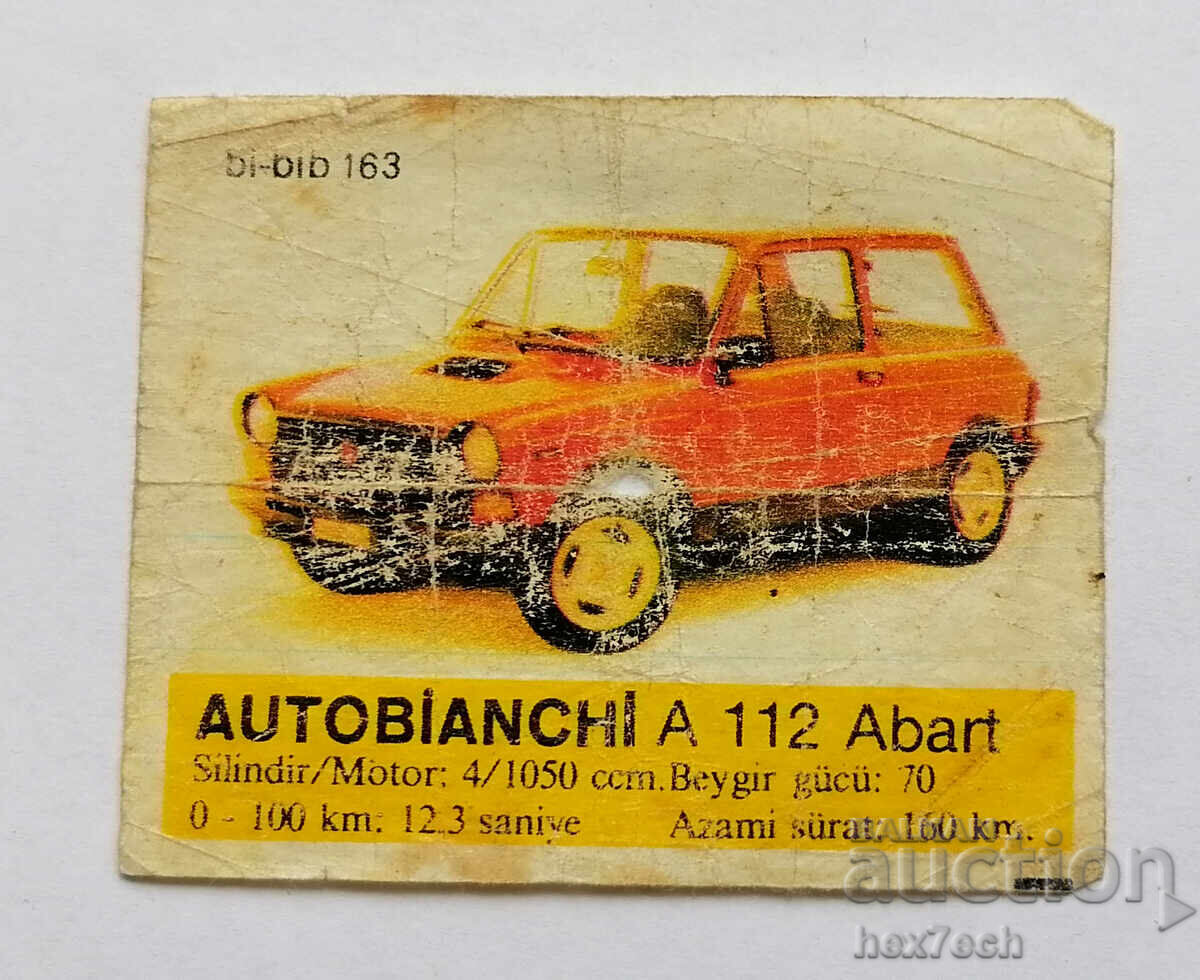 bi-bib 163
AUTOBİANCHİ A 112 Abart
Silindir/Motor: 4/1050 ccm. Beygir gücü: 70
0 - 100 km: 12,3 saniye Azami sürat: 160 km.
BALKAN
auction
hex7ech